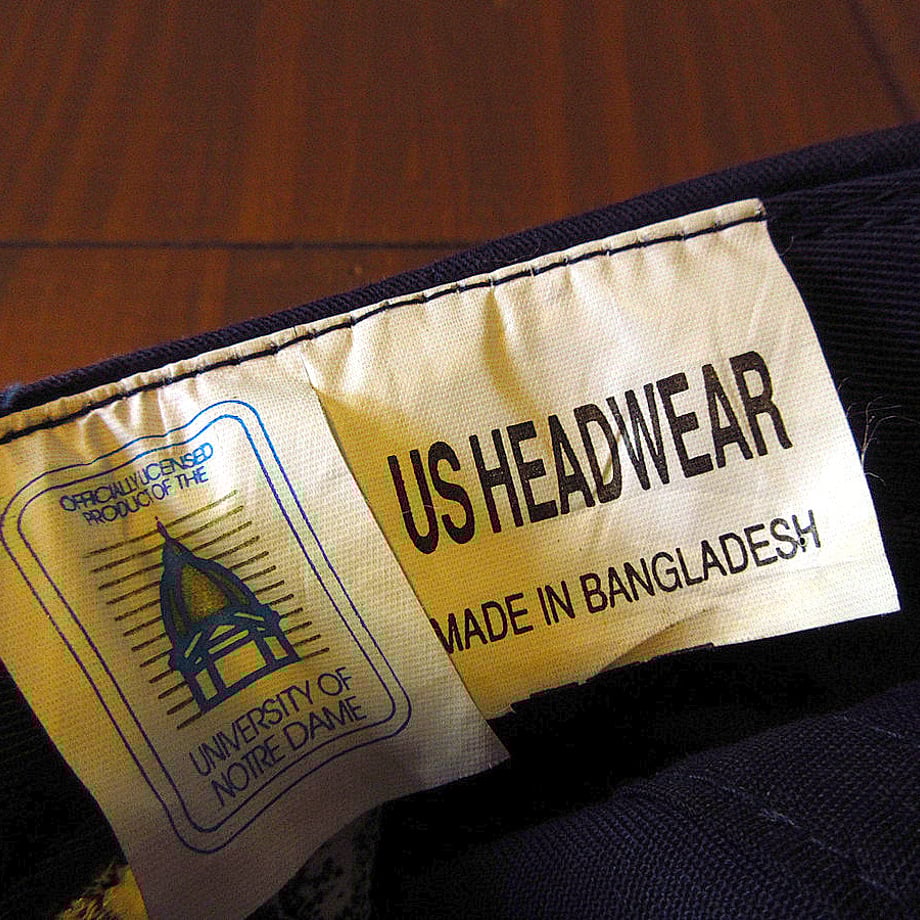 OFFICIALLY LICENSED
PRODUCT OF THE
UNIVERSITY OF
NOTRE DAME
US HEADWEAR
MADE IN BANGLADESH